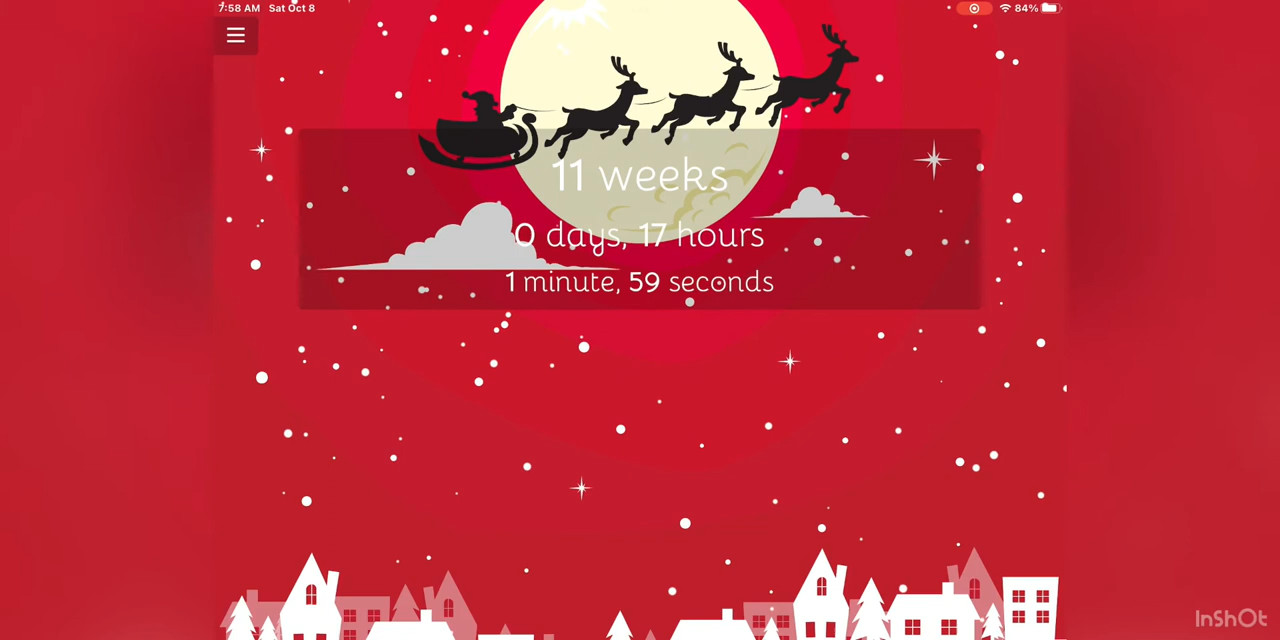 7:58 AM Sat Oct 8
84%
11 weeks
0 days, 17 hours
1 minute, 59 seconds
InShOt